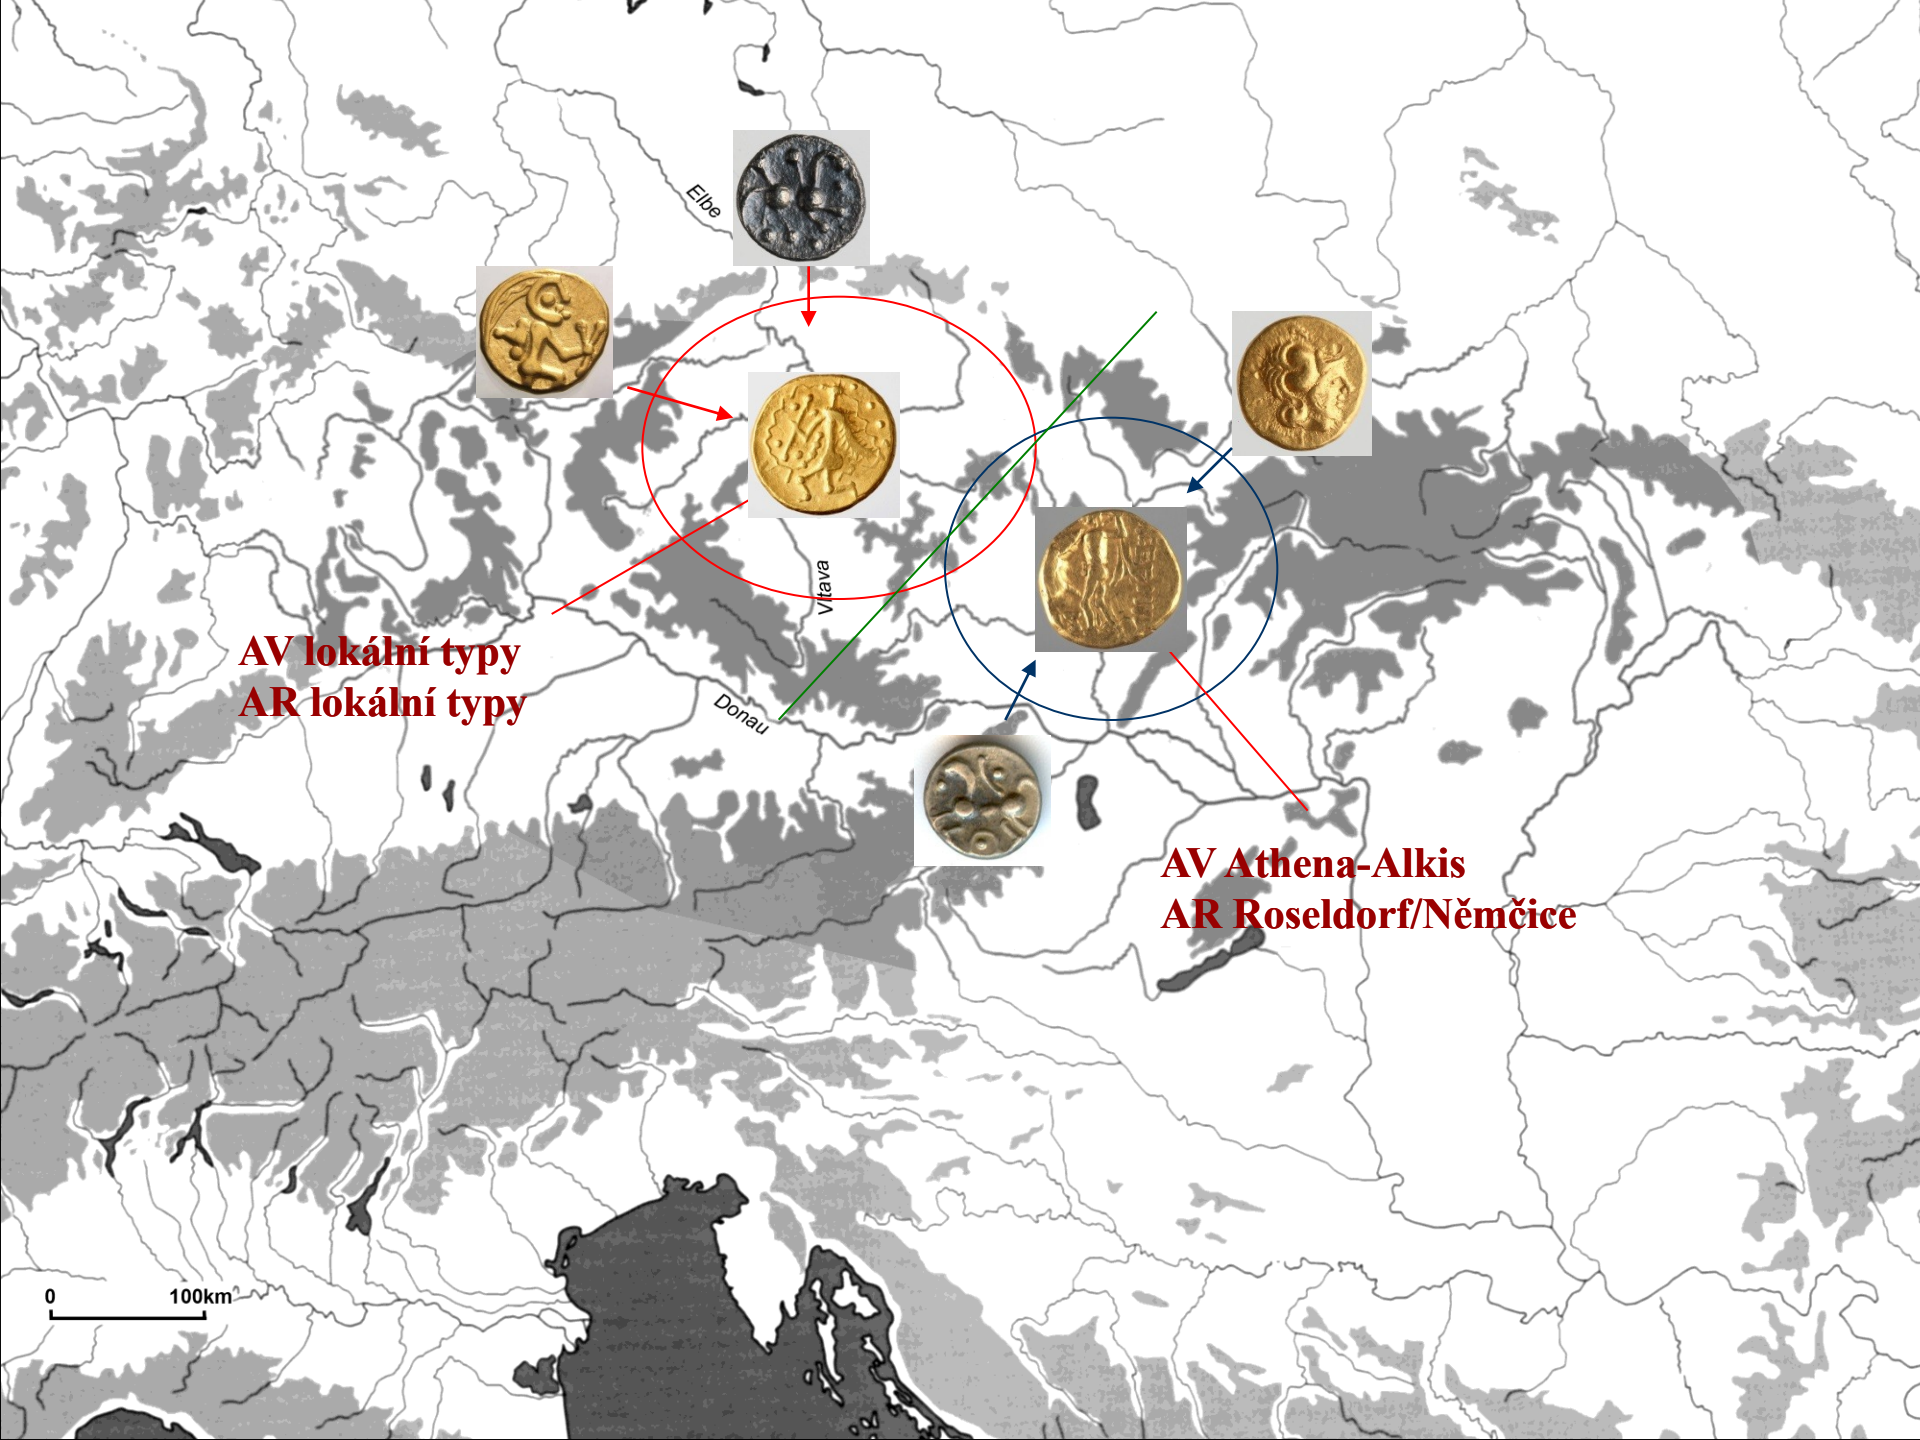 Elbe
Vltava
AV lokální typy
AR lokální typy
Donau
AV Athena-Alkis
AR Roseldorf/Němčice
0 100km